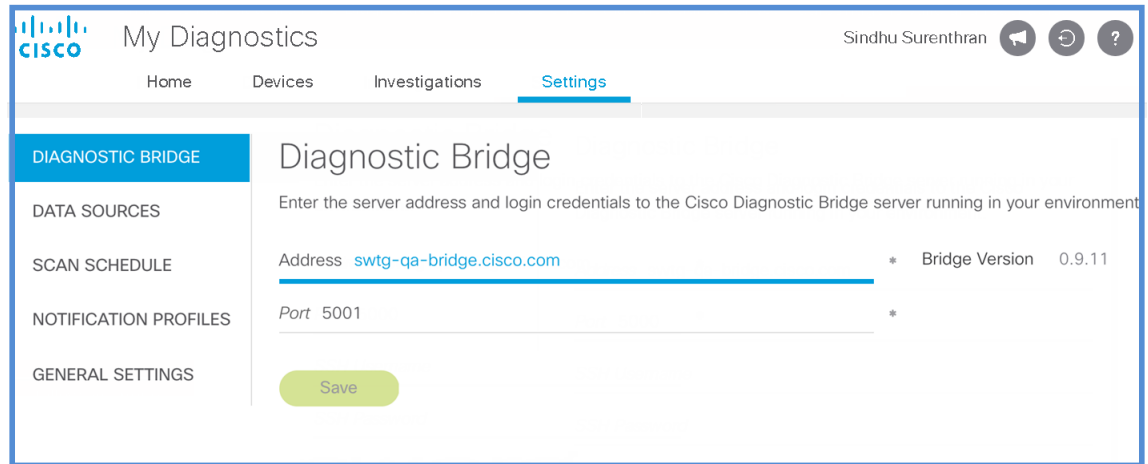 CISCO My Diagnostics Sindhu Surenthran ?
Home Devices Investigations Settings
DIAGNOSTIC BRIDGE
DATA SOURCES
SCAN SCHEDULE
NOTIFICATION PROFILES
GENERAL SETTINGS
Diagnostic Bridge
Enter the server address and login credentials to the Cisco Diagnostic Bridge server running in your environment
Address swtg-qa-bridge.cisco.com * Bridge Version 0.9.11
Port 5001 *
Save